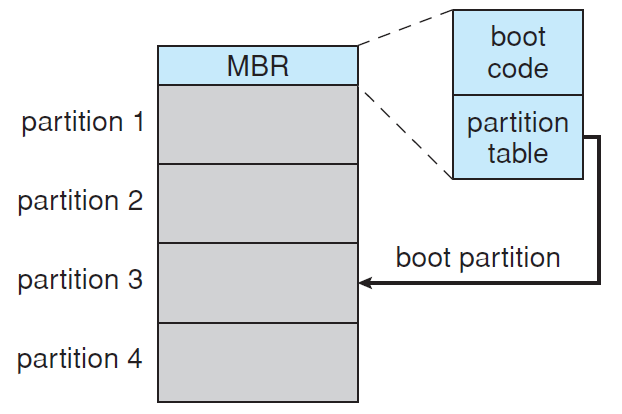 MBR
boot
code
partition
table
partition 1
partition 2
boot partition
partition 3
partition 4